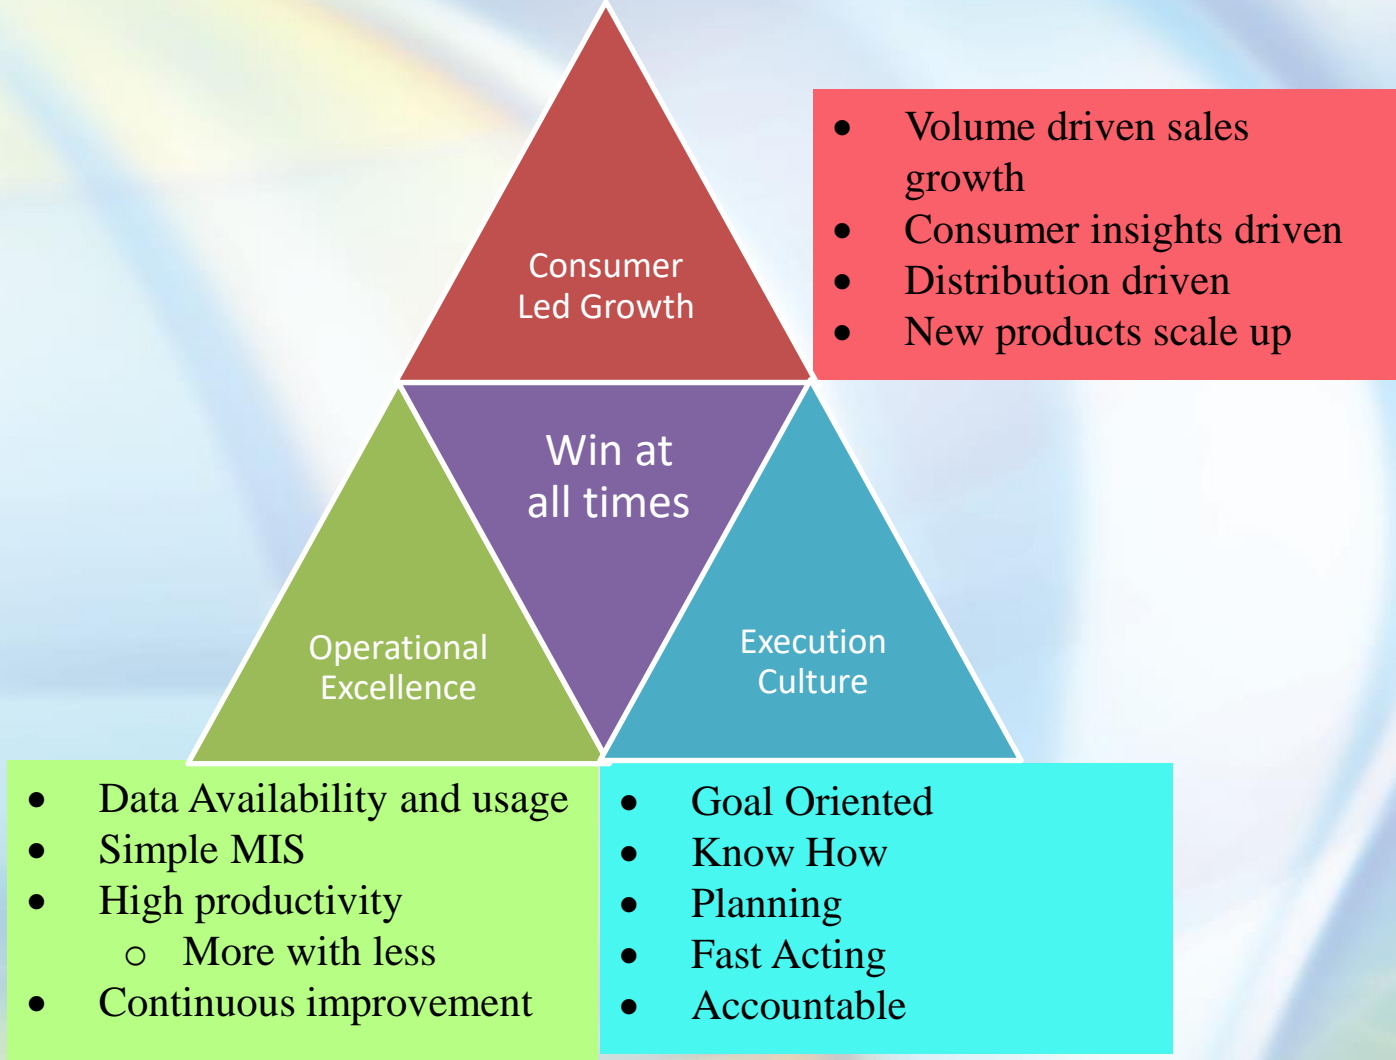 Consumer
Led Growth
• Volume driven sales
growth
• Consumer insights driven
• Distribution driven
• New products scale up
Win at
all times
Operational
Excellence
Execution
Culture
• Data Availability and usage
• Simple MIS
• High productivity
o More with less
• Continuous improvement
• Goal Oriented
• Know How
• Planning
• Fast Acting
• Accountable